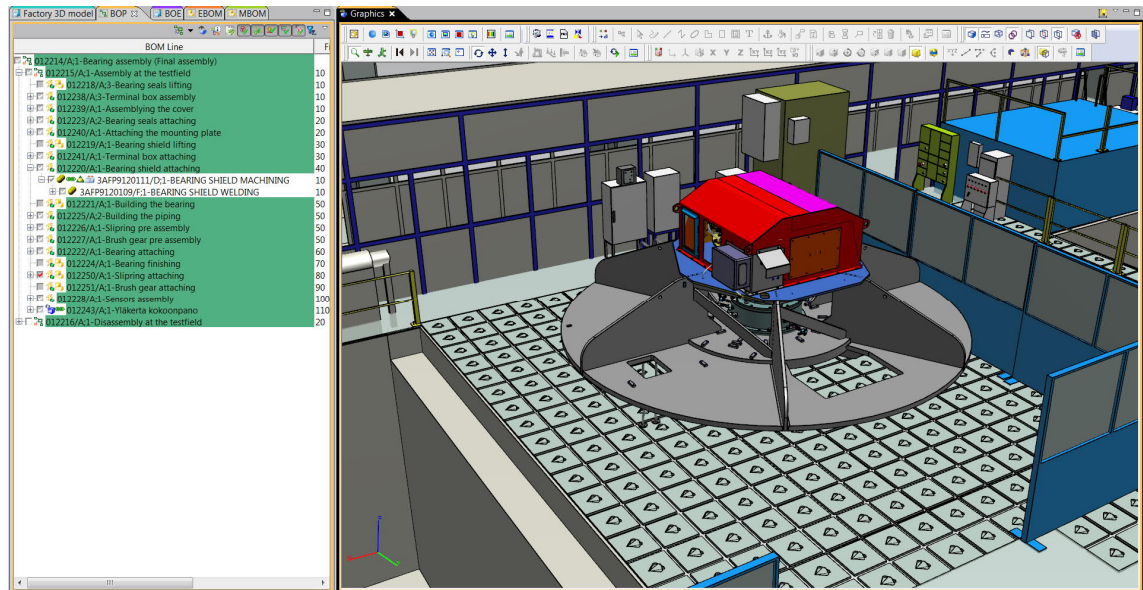 Factory 3D model BOP BOE EBOM MBOM
BOM Line Fi
012214/A;1-Bearing assembly (Final assembly)
012215/A;1-Assembly at the testfield 10
012218/A;3-Bearing seals lifting 10
012238/A;3-Terminal box assembly 10
012239/A;1-Assembling the cover 10
012223/A;2-Bearing seals attaching 20
012240/A;1-Attaching the mounting plate 20
012219/A;1-Bearing shield lifting 30
012241/A;1-Terminal box attaching 30
012220/A;1-Bearing shield attaching 40
3AFP9120111/D;1-BEARING SHIELD MACHINING 10
3AFP9120109/F;1-BEARING SHIELD WELDING 10
012221/A;1-Building the bearing 50
012225/A;2-Building the piping 50
012226/A;1-Slipring pre assembly 50
012227/A;1-Brush gear pre assembly 50
012222/A;1-Bearing attaching 60
012224/A;1-Bearing finishing 70
012250/A;1-Slipring attaching 80
012251/A;1-Brush gear attaching 90
012228/A;1-Sensors assembly 100
012243/A;1-Yläkerta kokoonpano 110
012216/A;1-Disassembly at the testfield 20
Graphics
T
X Y Z